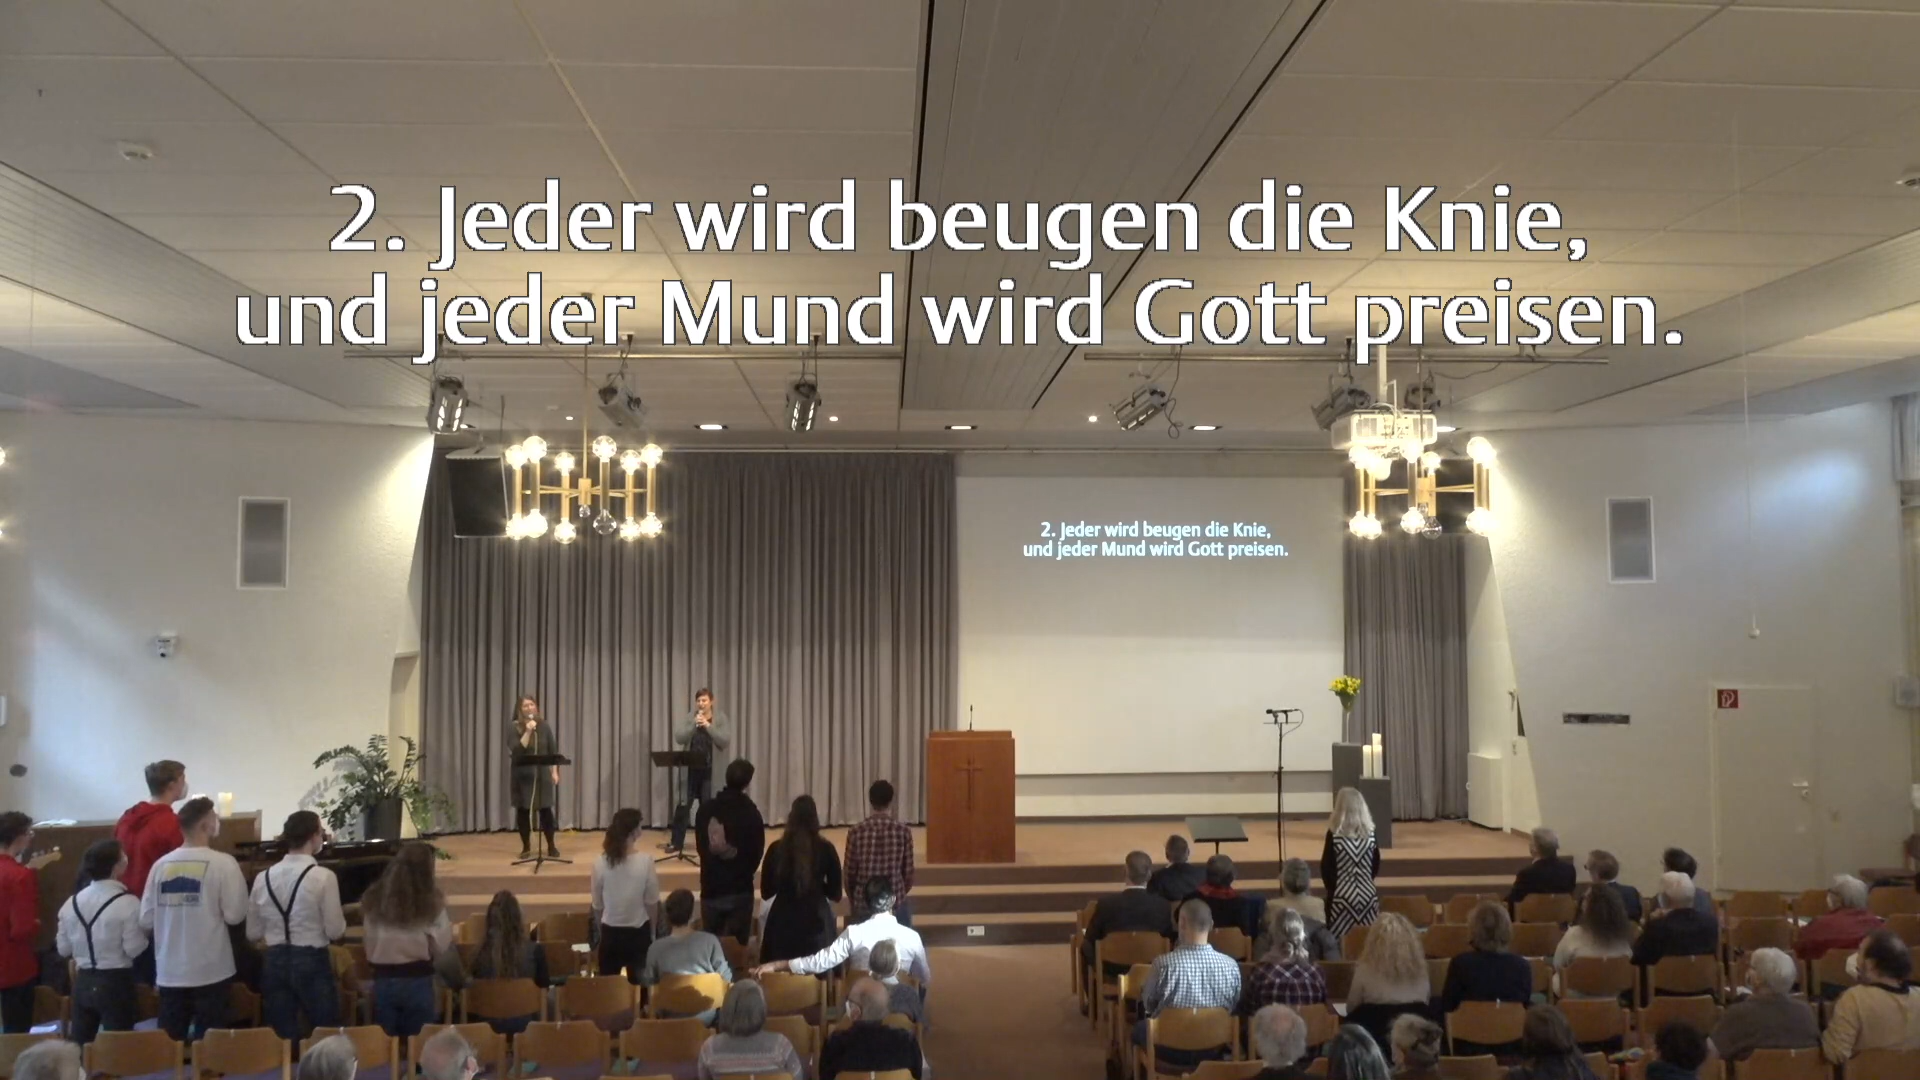 2. Jeder wird beugen die Knie,
und jeder Mund wird Gott preisen.
2. Jeder wird beugen die Knie,
und jeder Mund wird Gott preisen.